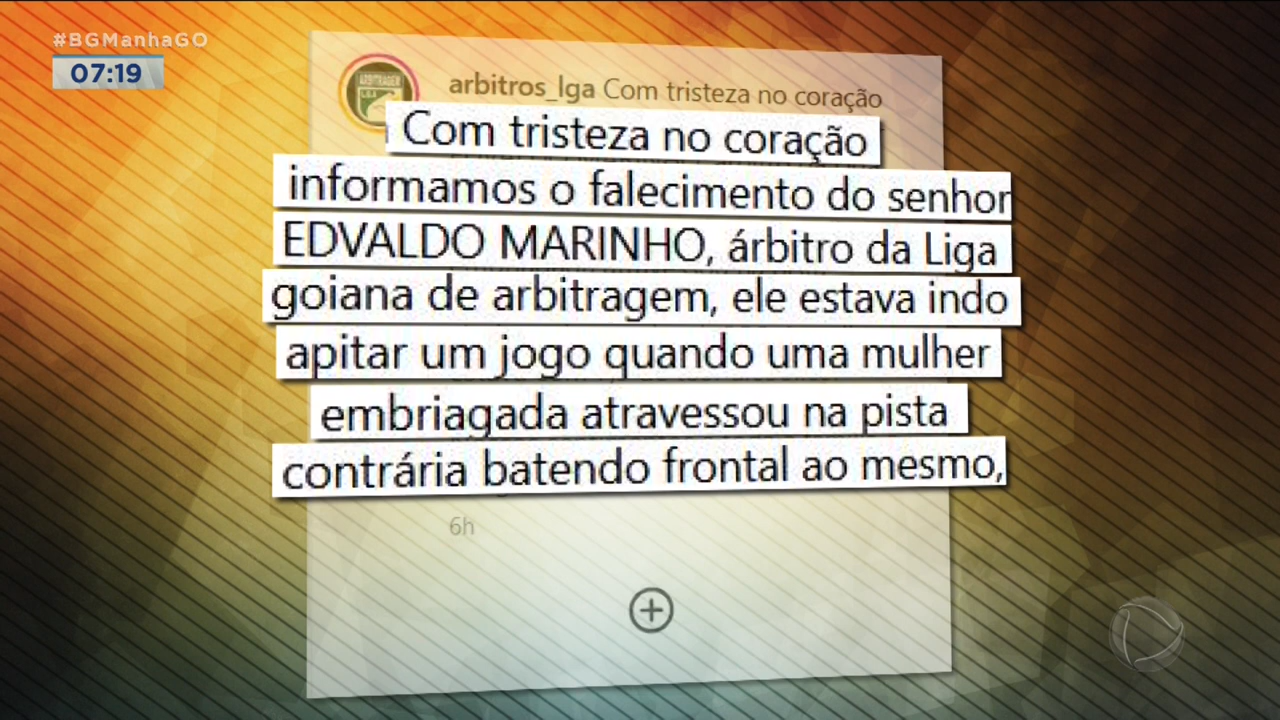 #BGManhaGO
07:19
ARBITRAGEM
LGA
arbitros_lga Com tristeza no coração
Com tristeza no coração
informamos o falecimento do senhor
EDVALDO MARINHO, árbitro da Liga
goiana de arbitragem, ele estava indo
apitar um jogo quando uma mulher
embriagada atravessou na pista
contrária batendo frontal ao mesmo,
6h